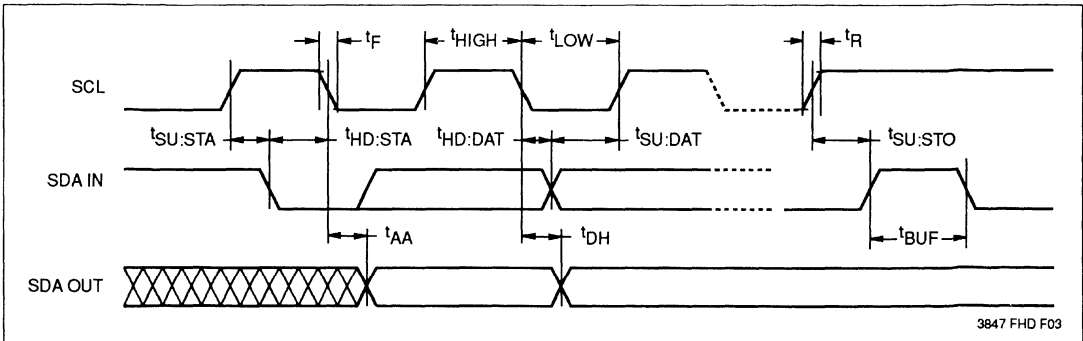 tF tHIGH tLOW tR
SCL
tSU:STA tHD:STA tHD:DAT tSU:DAT tSU:STO
SDA IN
tAA tDH tBUF
SDA OUT
3847 FHD F03